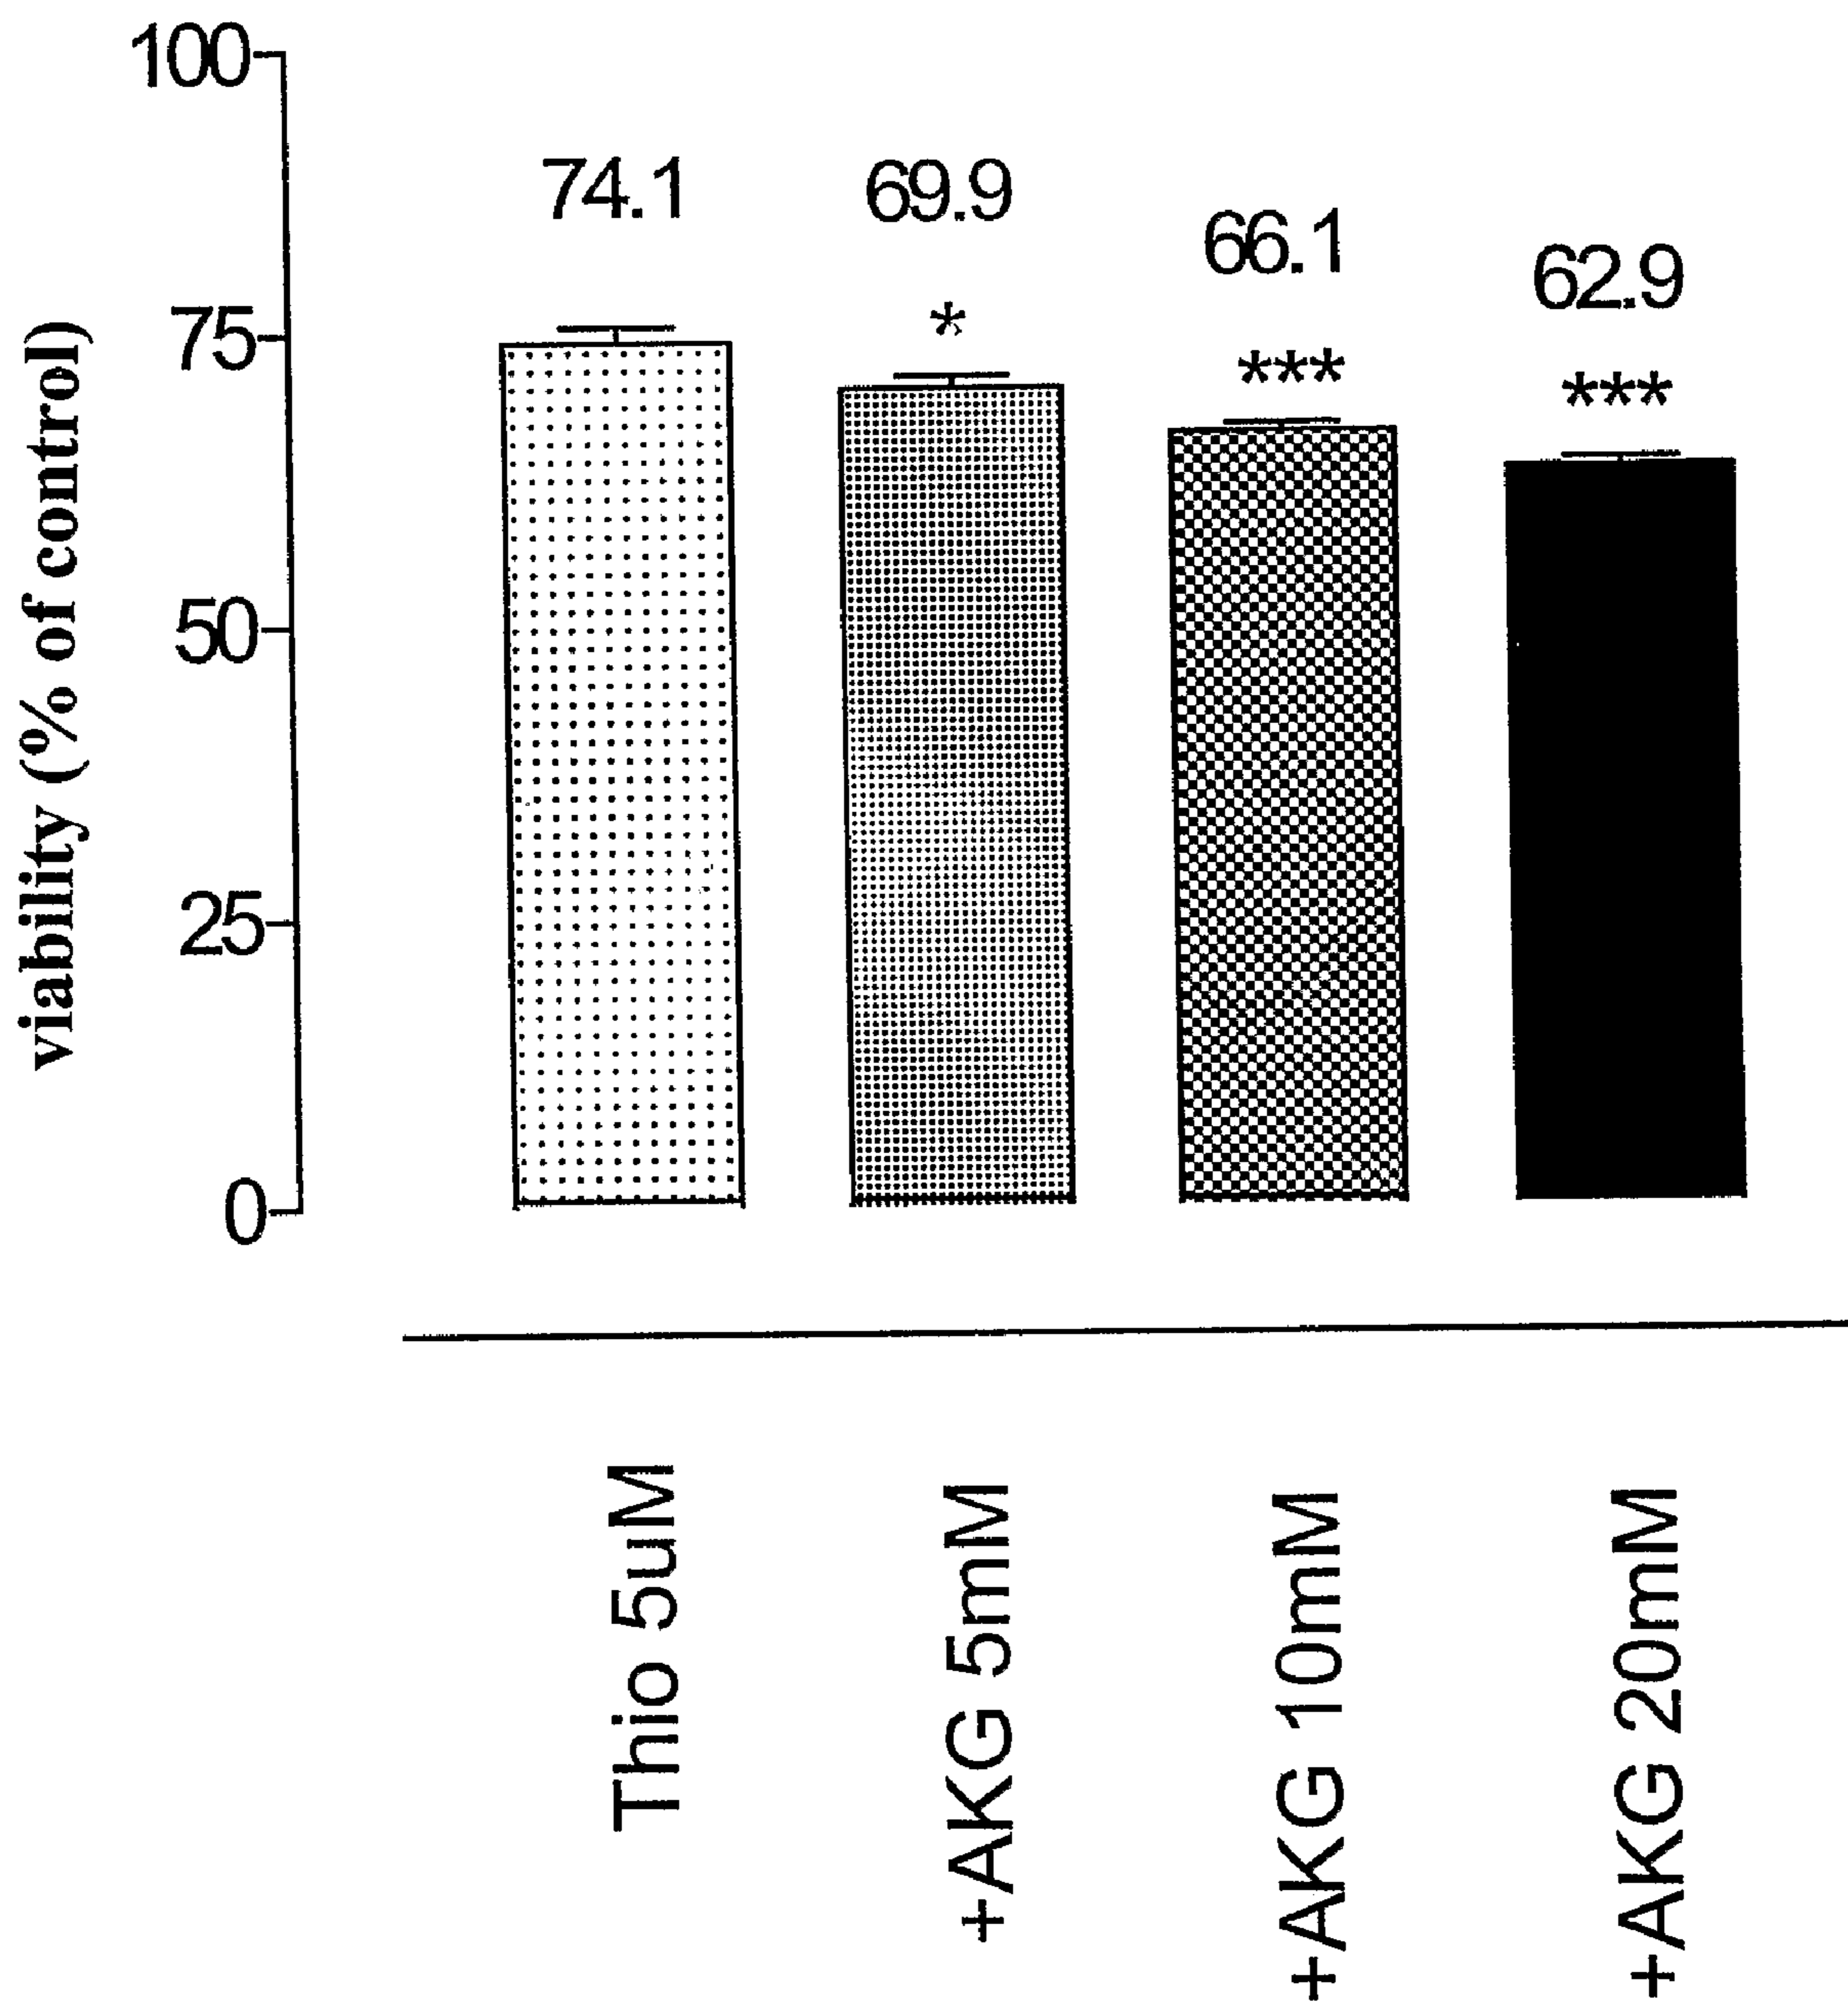 viability (% of control)
100
75
50
25
0
74.1
69.9
*
66.1
***
62.9
***
Thio 5uM
+AKG 5mM
+AKG 10mM
+AKG 20mM